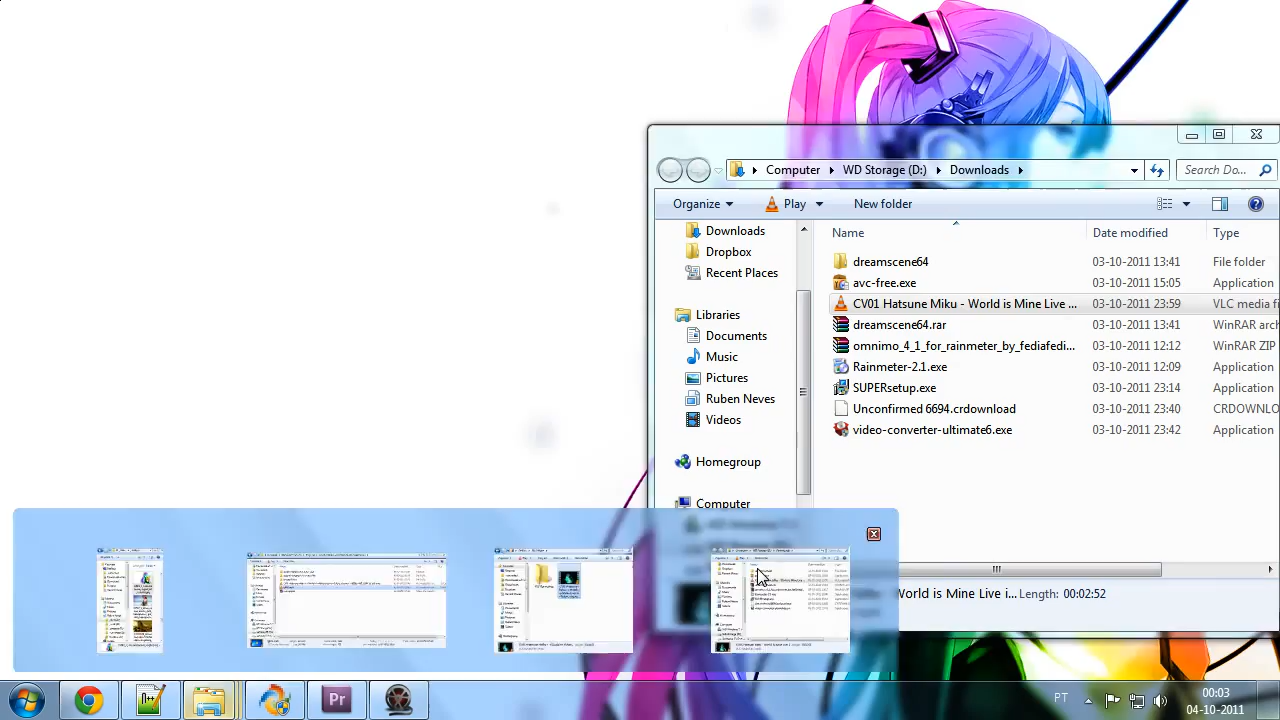 Computer WD Storage (D:) Downloads
Search Do...
Organize Play New folder
Name Date modified Type
Downloads
Dropbox
Recent Places
Libraries
Documents
Music
Pictures
Ruben Neves
Videos
Homegroup
Computer
dreamscene64 03-10-2011 13:41 File folder
avc-free.exe 03-10-2011 15:05 Application
CV01 Hatsune Miku - World is Mine Live ... 03-10-2011 23:59 VLC media
dreamscene64.rar 03-10-2011 13:41 WinRAR arc
omnimo_4_1_for_rainmeter_by_fediafedi... 03-10-2011 12:12 WinRAR ZIP
Rainmeter-2.1.exe 03-10-2011 12:09 Application
SUPERsetup.exe 03-10-2011 23:14 Application
Unconfirmed 6694.crdownload 03-10-2011 23:40 CRDOWNLO
video-converter-ultimate6.exe 03-10-2011 23:42 Application
World is Mine Live i... Length: 00:0
Pr
PT
00:03
04-10-2011